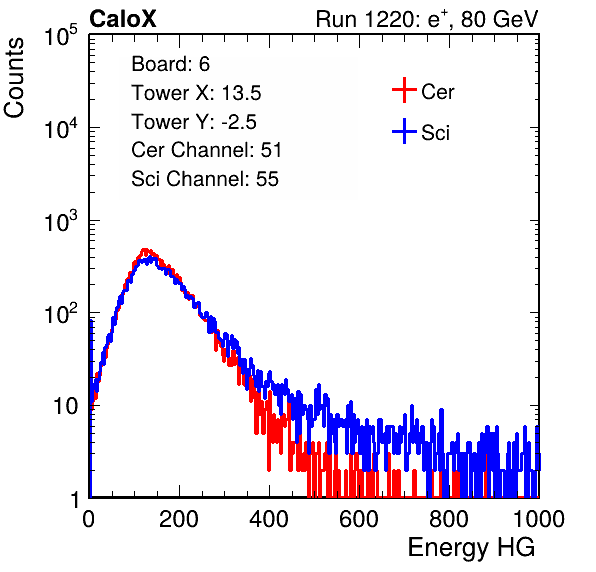 CaloX Run 1220: e⁺, 80 GeV
Counts
10⁵
10⁴
10³
10²
10
1
Board: 6
Tower X: 13.5
Tower Y: -2.5
Cer Channel: 51
Sci Channel: 55
Cer
Sci
0 200 400 600 800 1000
Energy HG